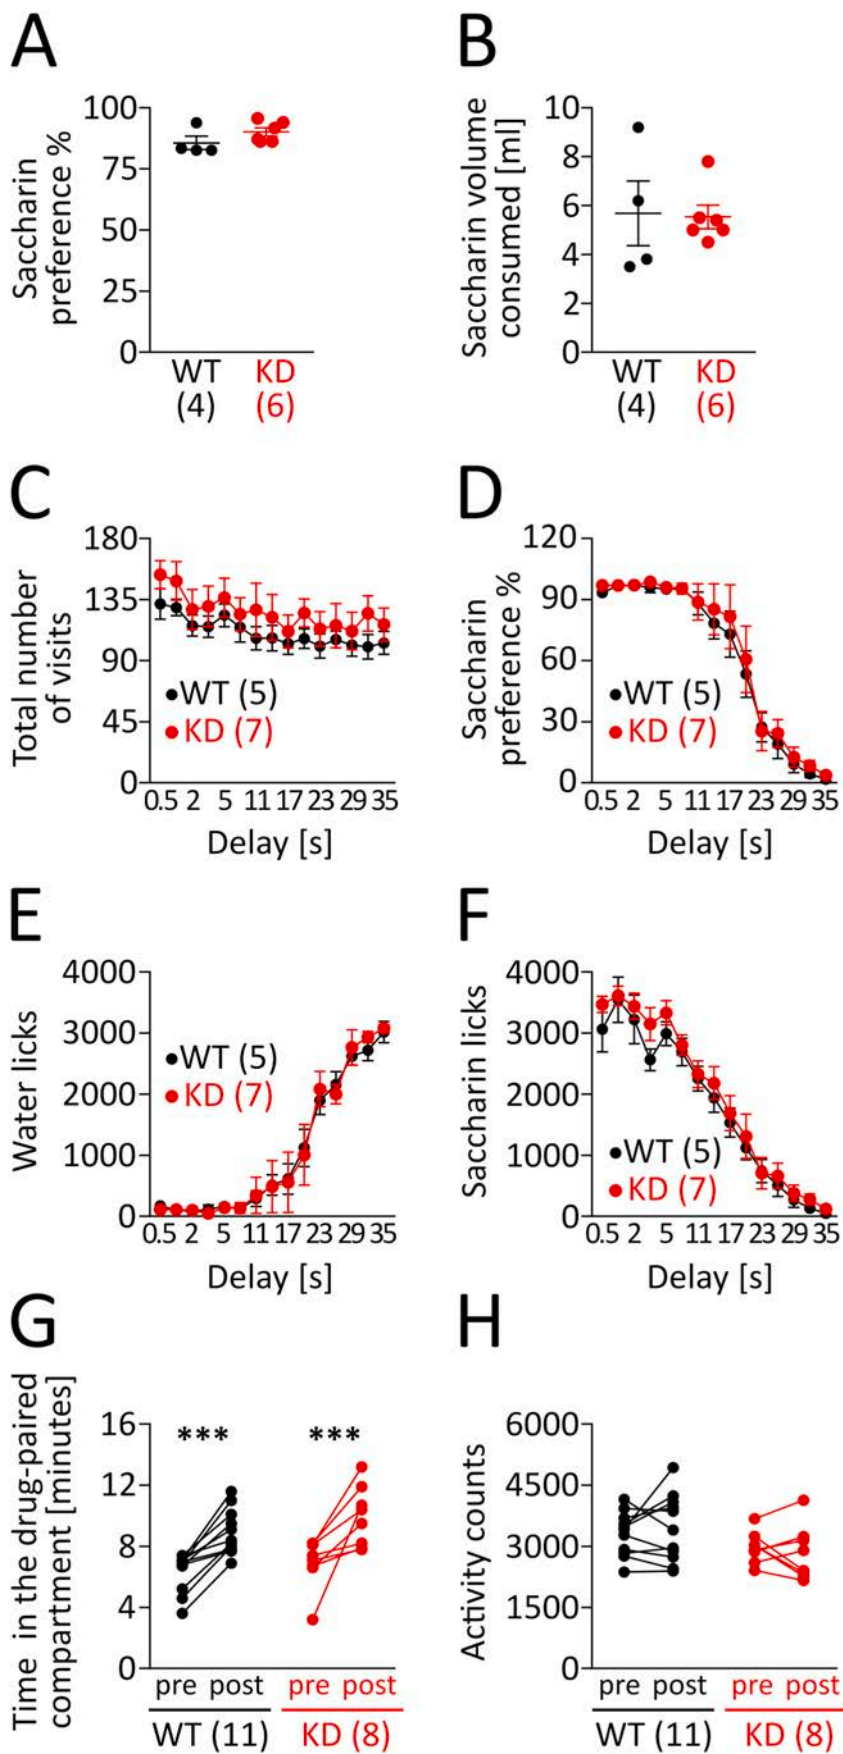 A
Saccharin
preference %
100
75
50
25
0
WT
(4)
KD
(6)
B
Saccharin volume
consumed [ml]
10
8
6
4
2
0
WT
(4)
KD
(6)
C
Total number
of visits
180
135
90
45
0
WT (5)
KD (7)
0.5 2 5 11 17 23 29 35
Delay [s]
D
Saccharin
preference %
120
90
60
30
0
WT (5)
KD (7)
0.5 2 5 11 17 23 29 35
Delay [s]
E
Water licks
4000
3000
2000
1000
0
WT (5)
KD (7)
0.5 2 5 11 17 23 29 35
Delay [s]
F
Saccharin licks
4000
3000
2000
1000
0
WT (5)
KD (7)
0.5 2 5 11 17 23 29 35
Delay [s]
G
Time in the drug-paired
compartment [minutes]
16
12
8
4
0
*** ***
pre post pre post
WT (11) KD (8)
H
Activity counts
6000
4500
3000
1500
0
pre post pre post
WT (11) KD (8)